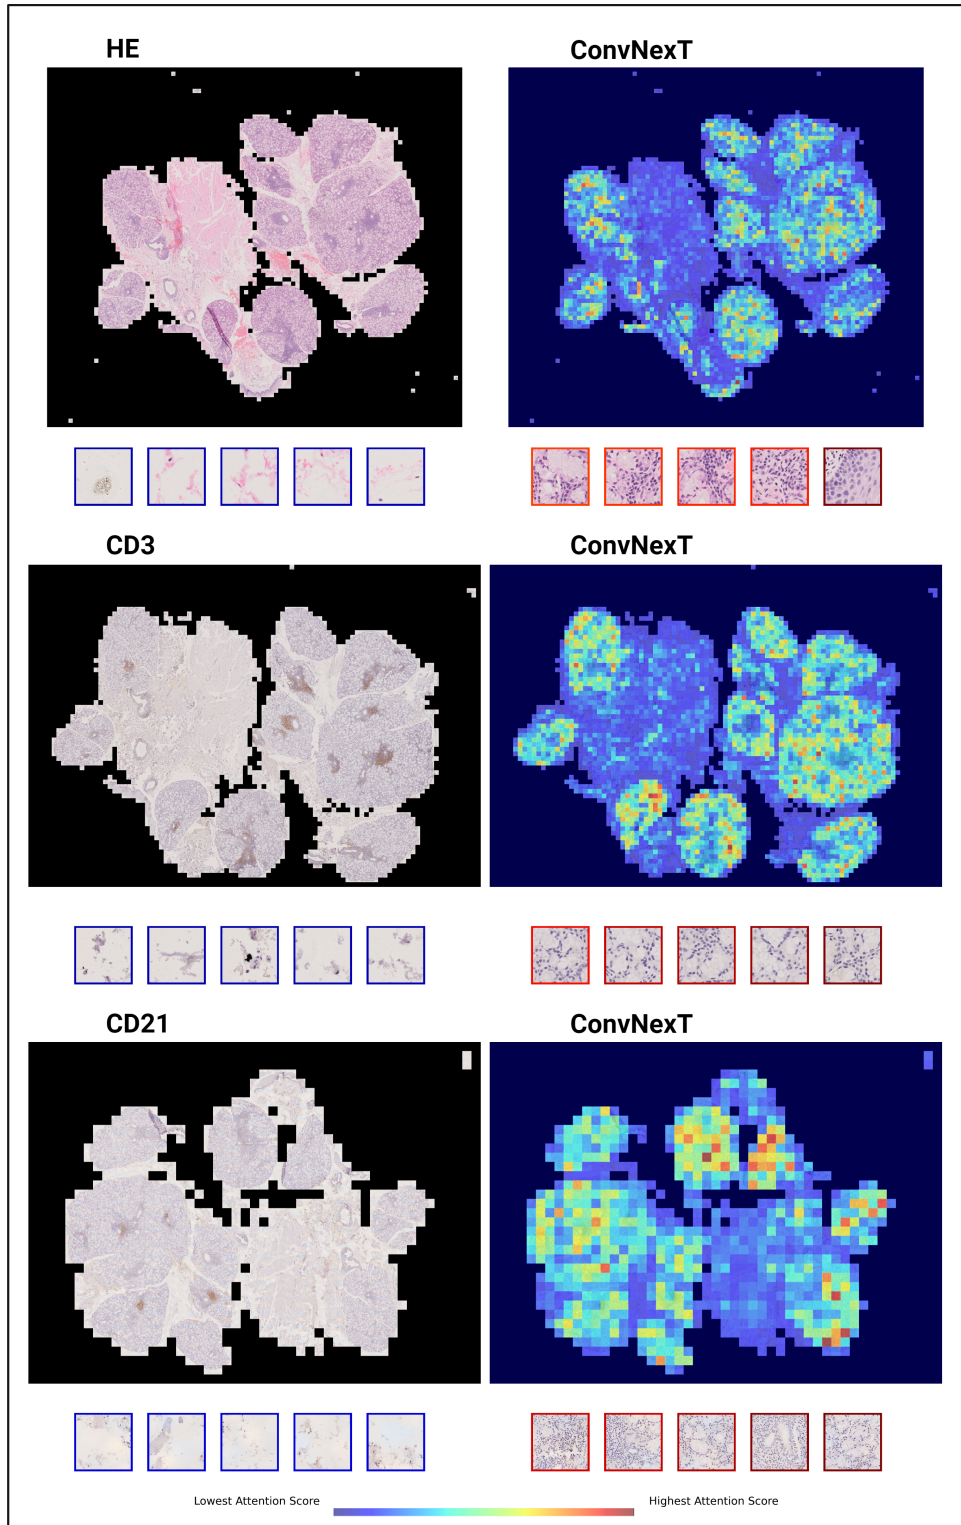 HE
ConvNexT
CD3
ConvNexT
CD21
ConvNexT
Lowest Attention Score
Highest Attention Score